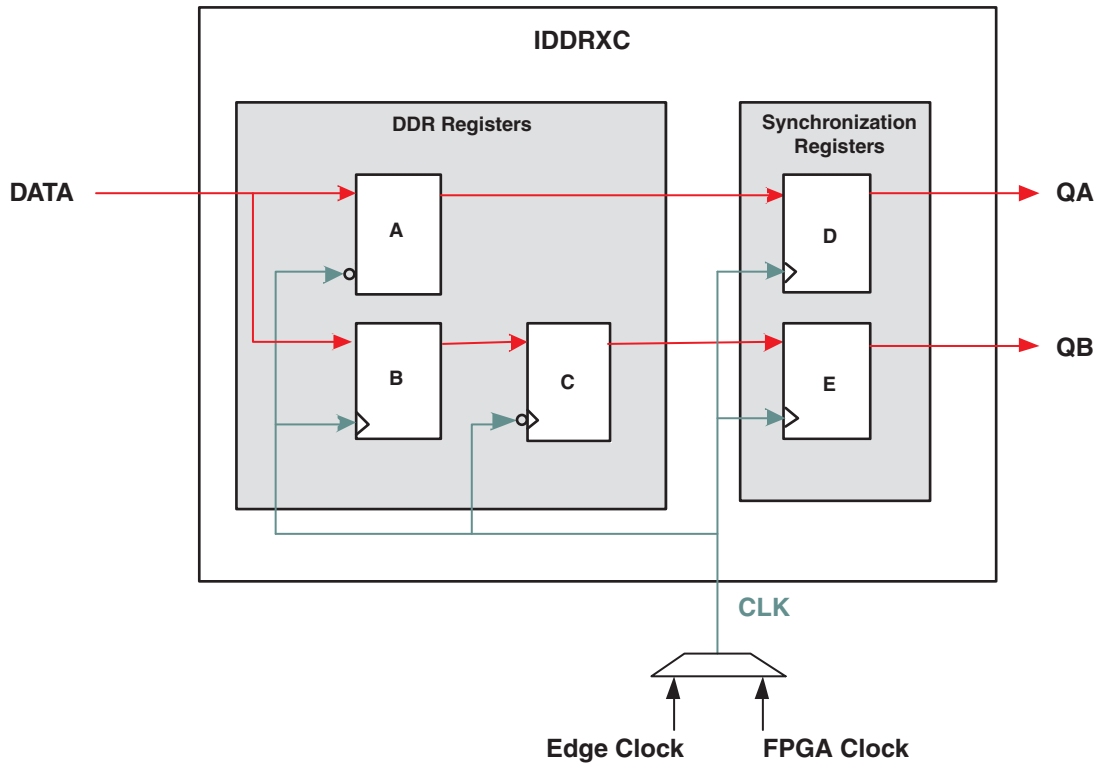 IDDRXC
DDR Registers
Synchronization
Registers
DATA
A
D
QA
B
C
E
QB
CLK
Edge Clock
FPGA Clock